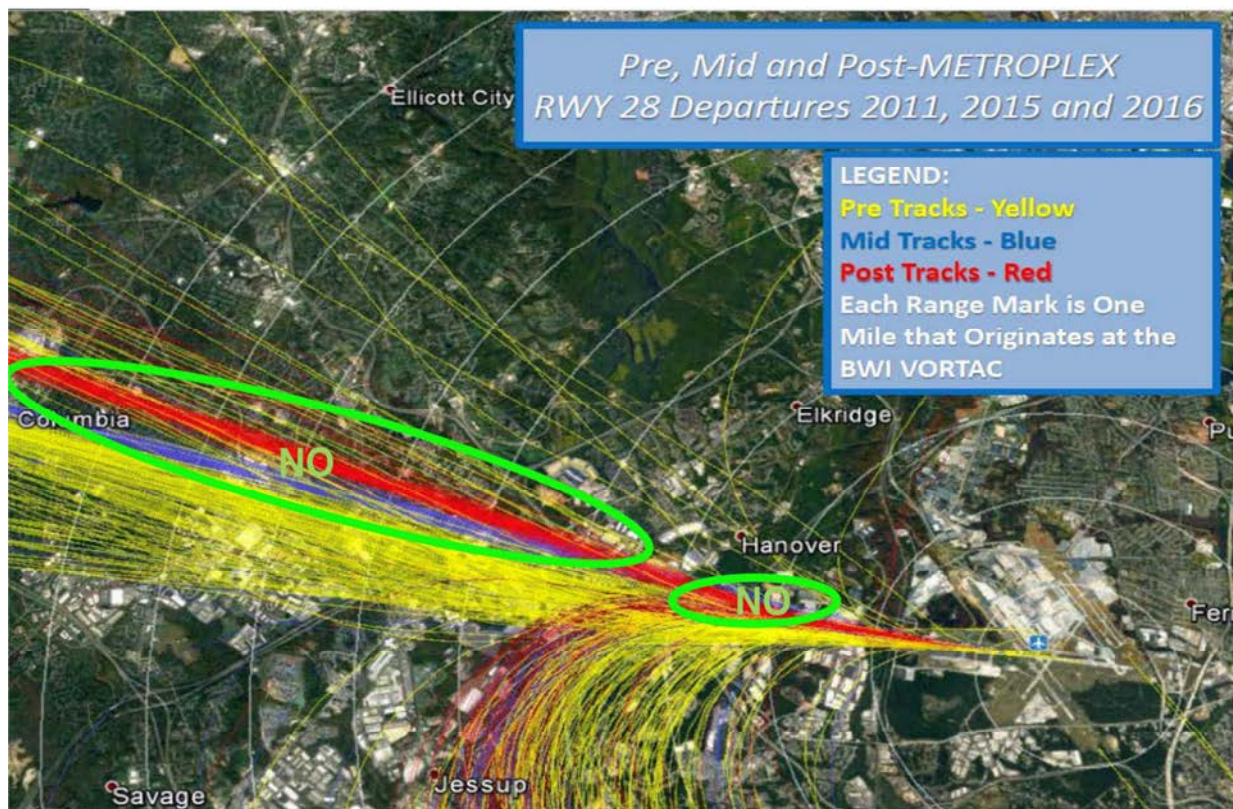 Pre, Mid and Post-METROPLEX
RWY 28 Departures 2011, 2015 and 2016
Ellicott City
LEGEND:
Pre Tracks - Yellow
Mid Tracks - Blue
Post Tracks - Red
Each Range Mark is One
Mile that Originates at the
BWI VORTAC
Columbia
Elkridge
Pu
NO
Hanover
NO
Fern
Jessup
Savage